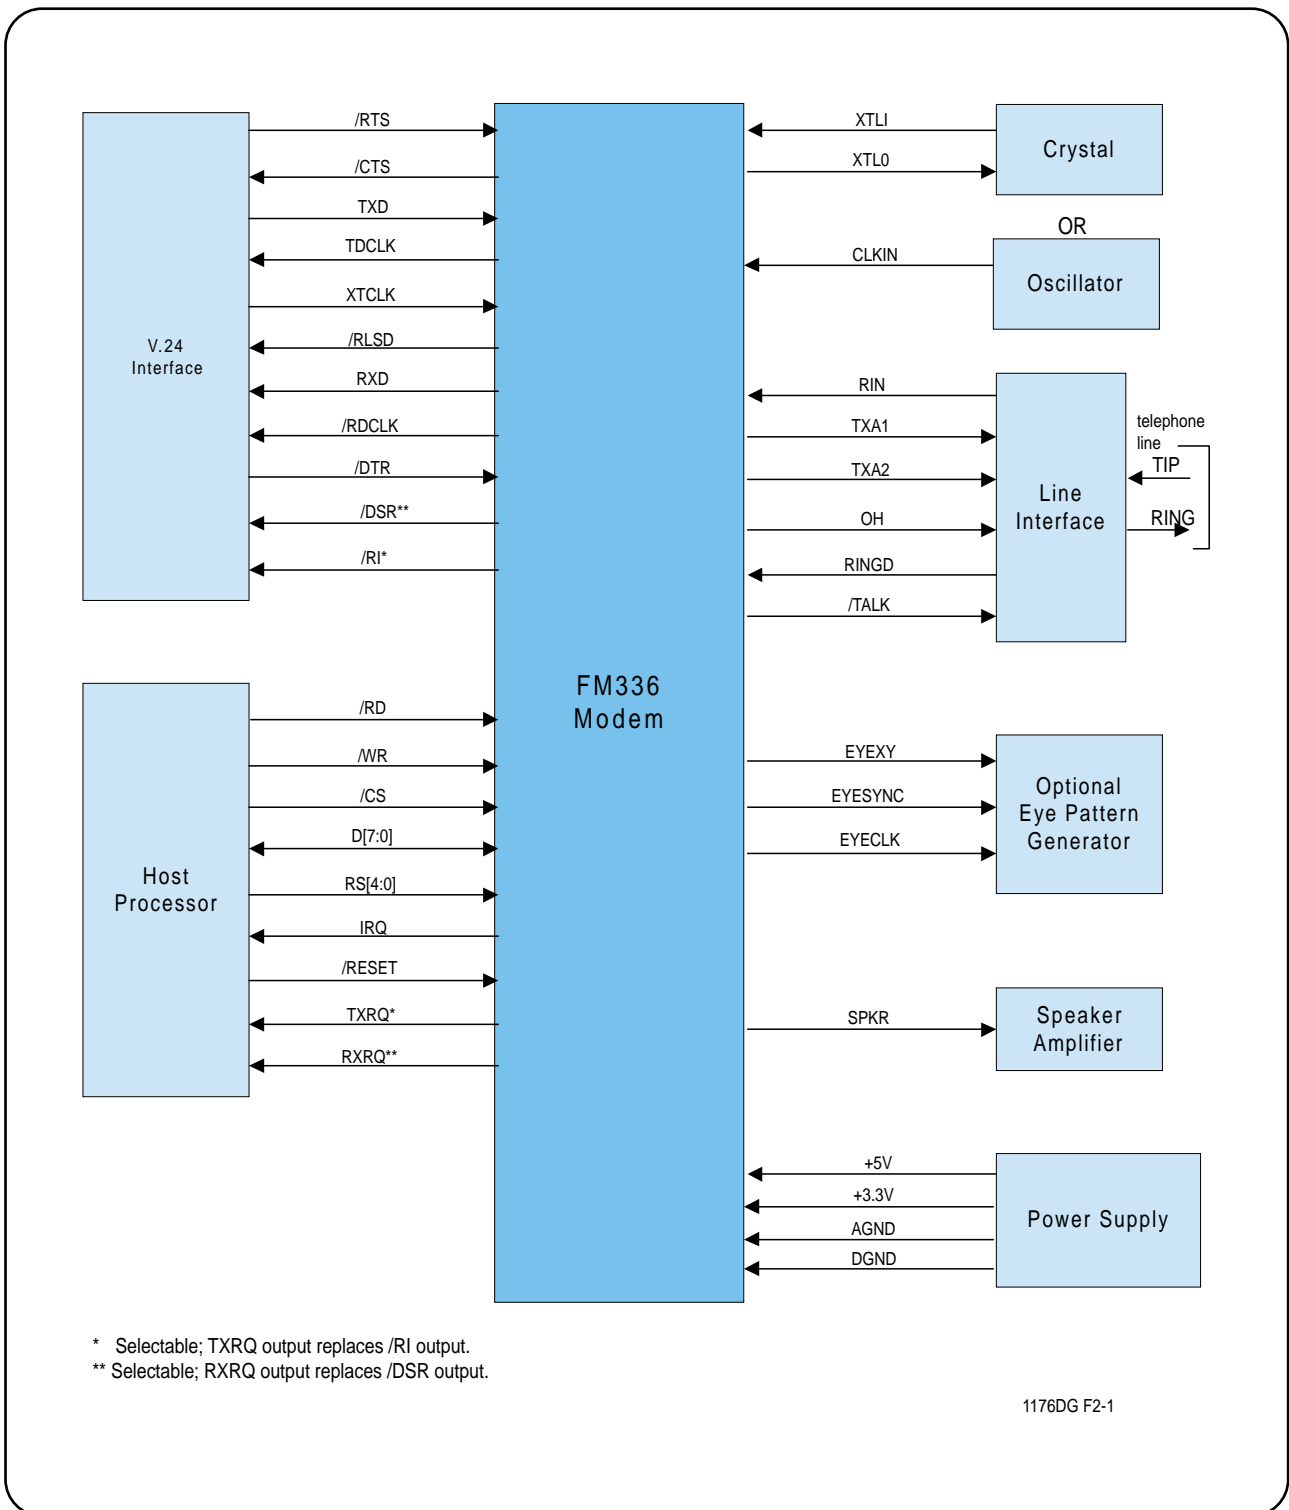 /RTS
/CTS
TXD
TDCLK
XTCLK
/RLSD
RXD
/RDCLK
/DTR
/DSR**
/RI*
V.24
Interface
/RD
/WR
/CS
D[7:0]
RS[4:0]
IRQ
/RESET
TXRQ*
RXRQ**
Host
Processor
FM336
Modem
XTLI
XTL0
Crystal
OR
CLKIN
Oscillator
RIN
TXA1
TXA2
OH
RINGD
/TALK
Line
Interface
telephone
line
TIP
RING
EYEXY
EYESYNC
EYECLK
Optional
Eye Pattern
Generator
SPKR
Speaker
Amplifier
+5V
+3.3V
AGND
DGND
Power Supply
* Selectable; TXRQ output replaces /RI output.
** Selectable; RXRQ output replaces /DSR output.
1176DG F2-1